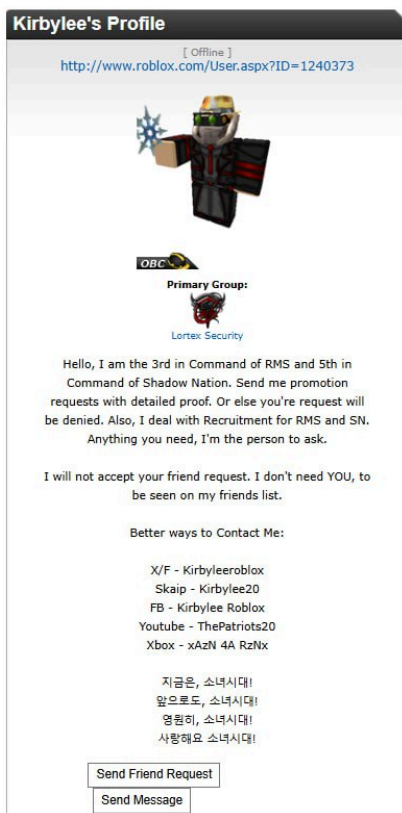 Kirbylee's Profile
[ Offline ]
http://www.roblox.com/User.aspx?ID=1240373
OBC
Primary Group:
Lortex Security
Hello, I am the 3rd in Command of RMS and 5th in
Command of Shadow Nation. Send me promotion
requests with detailed proof. Or else you're request will
be denied. Also, I deal with Recruitment for RMS and SN.
Anything you need, I'm the person to ask.
I will not accept your friend request. I don't need YOU, to
be seen on my friends list.
Better ways to Contact Me:
X/F - Kirbyleeroblox
Skaip - Kirbylee20
FB - Kirbylee Roblox
Youtube - ThePatriots20
Xbox - xAzN 4A RzNx
지금은, 소녀시대!
앞으로도, 소녀시대!
영원히, 소녀시대!
사랑해요 소녀시대!
Send Friend Request
Send Message